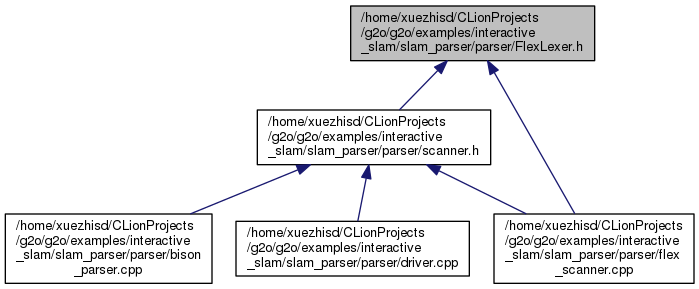 /home/xuezhisd/CLionProjects
/g2o/g2o/examples/interactive
_slam/slam_parser/parser/FlexLexer.h
/home/xuezhisd/CLionProjects
/g2o/g2o/examples/interactive
_slam/slam_parser/parser/scanner.h
/home/xuezhisd/CLionProjects
/g2o/g2o/examples/interactive
_slam/slam_parser/parser/bison
_parser.cpp
/home/xuezhisd/CLionProjects
/g2o/g2o/examples/interactive
_slam/slam_parser/parser/driver.cpp
/home/xuezhisd/CLionProjects
/g2o/g2o/examples/interactive
_slam/slam_parser/parser/flex
_scanner.cpp